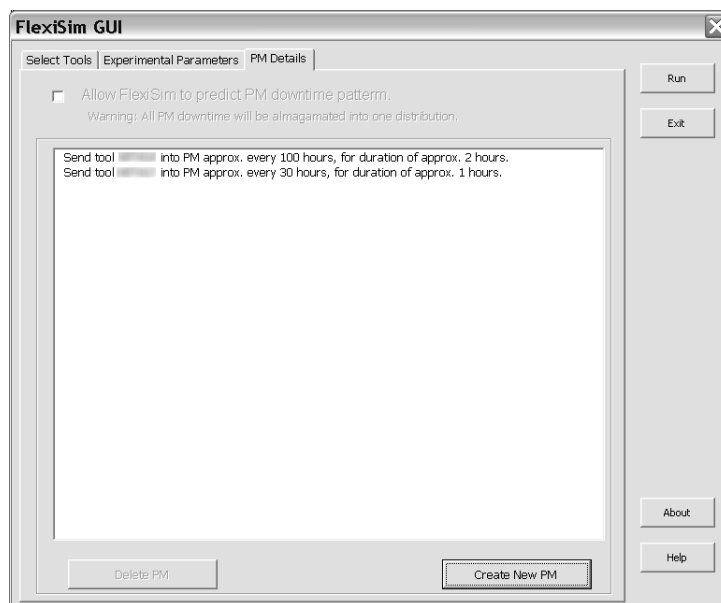 FlexiSim GUI
Select Tools
Experimental Parameters
PM Details
Allow FlexiSim to predict PM downtime pattern.
Warning: All PM downtime will be almagamated into one distribution.
Send tool into PM approx. every 100 hours, for duration of approx. 2 hours.
Send tool into PM approx. every 30 hours, for duration of approx. 1 hours.
Delete PM
Create New PM
Run
Exit
About
Help